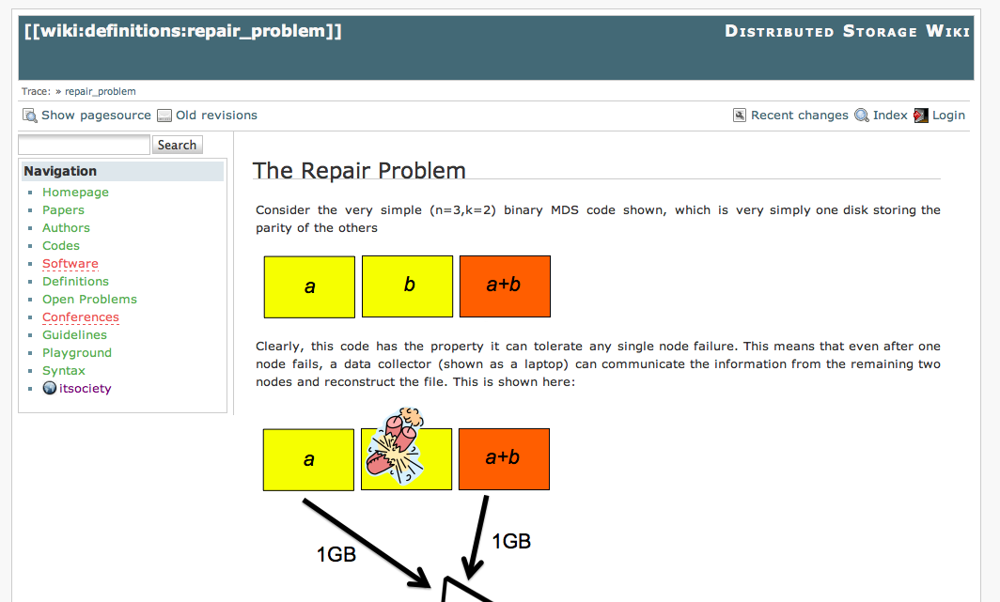 [[wiki:definitions:repair_problem]]
Distributed Storage Wiki
Trace: » repair_problem
Show pagesource Old revisions
Recent changes Index Login
Search
Navigation
Homepage
Papers
Authors
Codes
Software
Definitions
Open Problems
Conferences
Guidelines
Playground
Syntax
itsociety
The Repair Problem
Consider the very simple (n=3,k=2) binary MDS code shown, which is very simply one disk storing the
parity of the others
a b a+b
Clearly, this code has the property it can tolerate any single node failure. This means that even after one
node fails, a data collector (shown as a laptop) can communicate the information from the remaining two
nodes and reconstruct the file. This is shown here:
a a+b
1GB 1GB